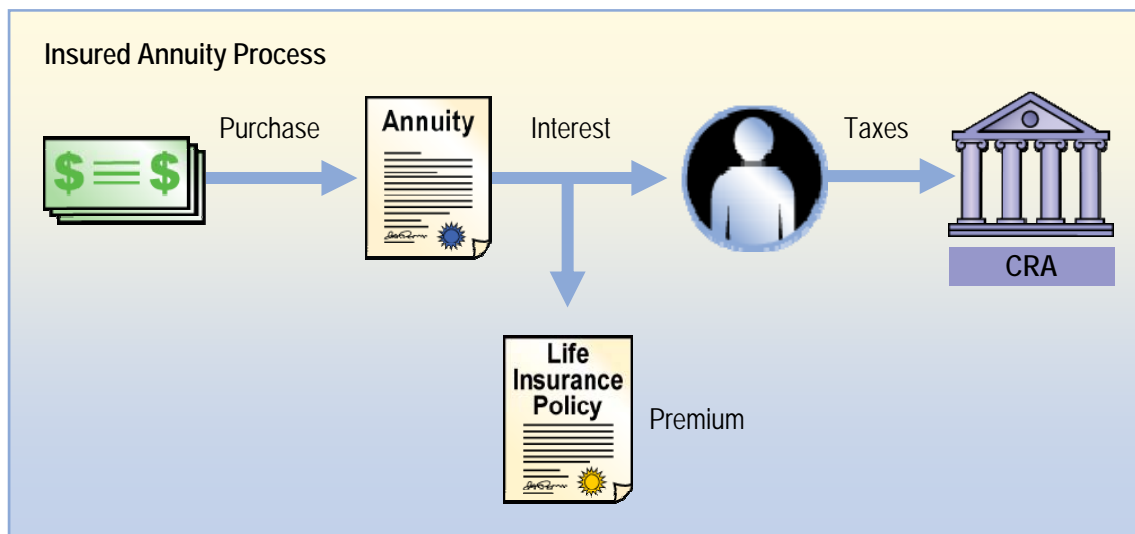 Insured Annuity Process
$ $
Purchase
Annuity
Interest
Taxes
CRA
Life
Insurance
Policy
Premium